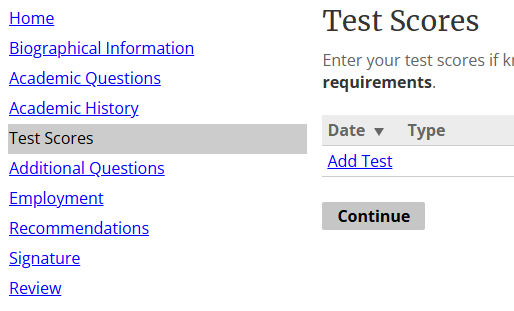 Home
Biographical Information
Academic Questions
Academic History
Test Scores
Additional Questions
Employment
Recommendations
Signature
Review
Test Scores
Enter your test scores if
requirements.
Date ▼ Type
Add Test
Continue